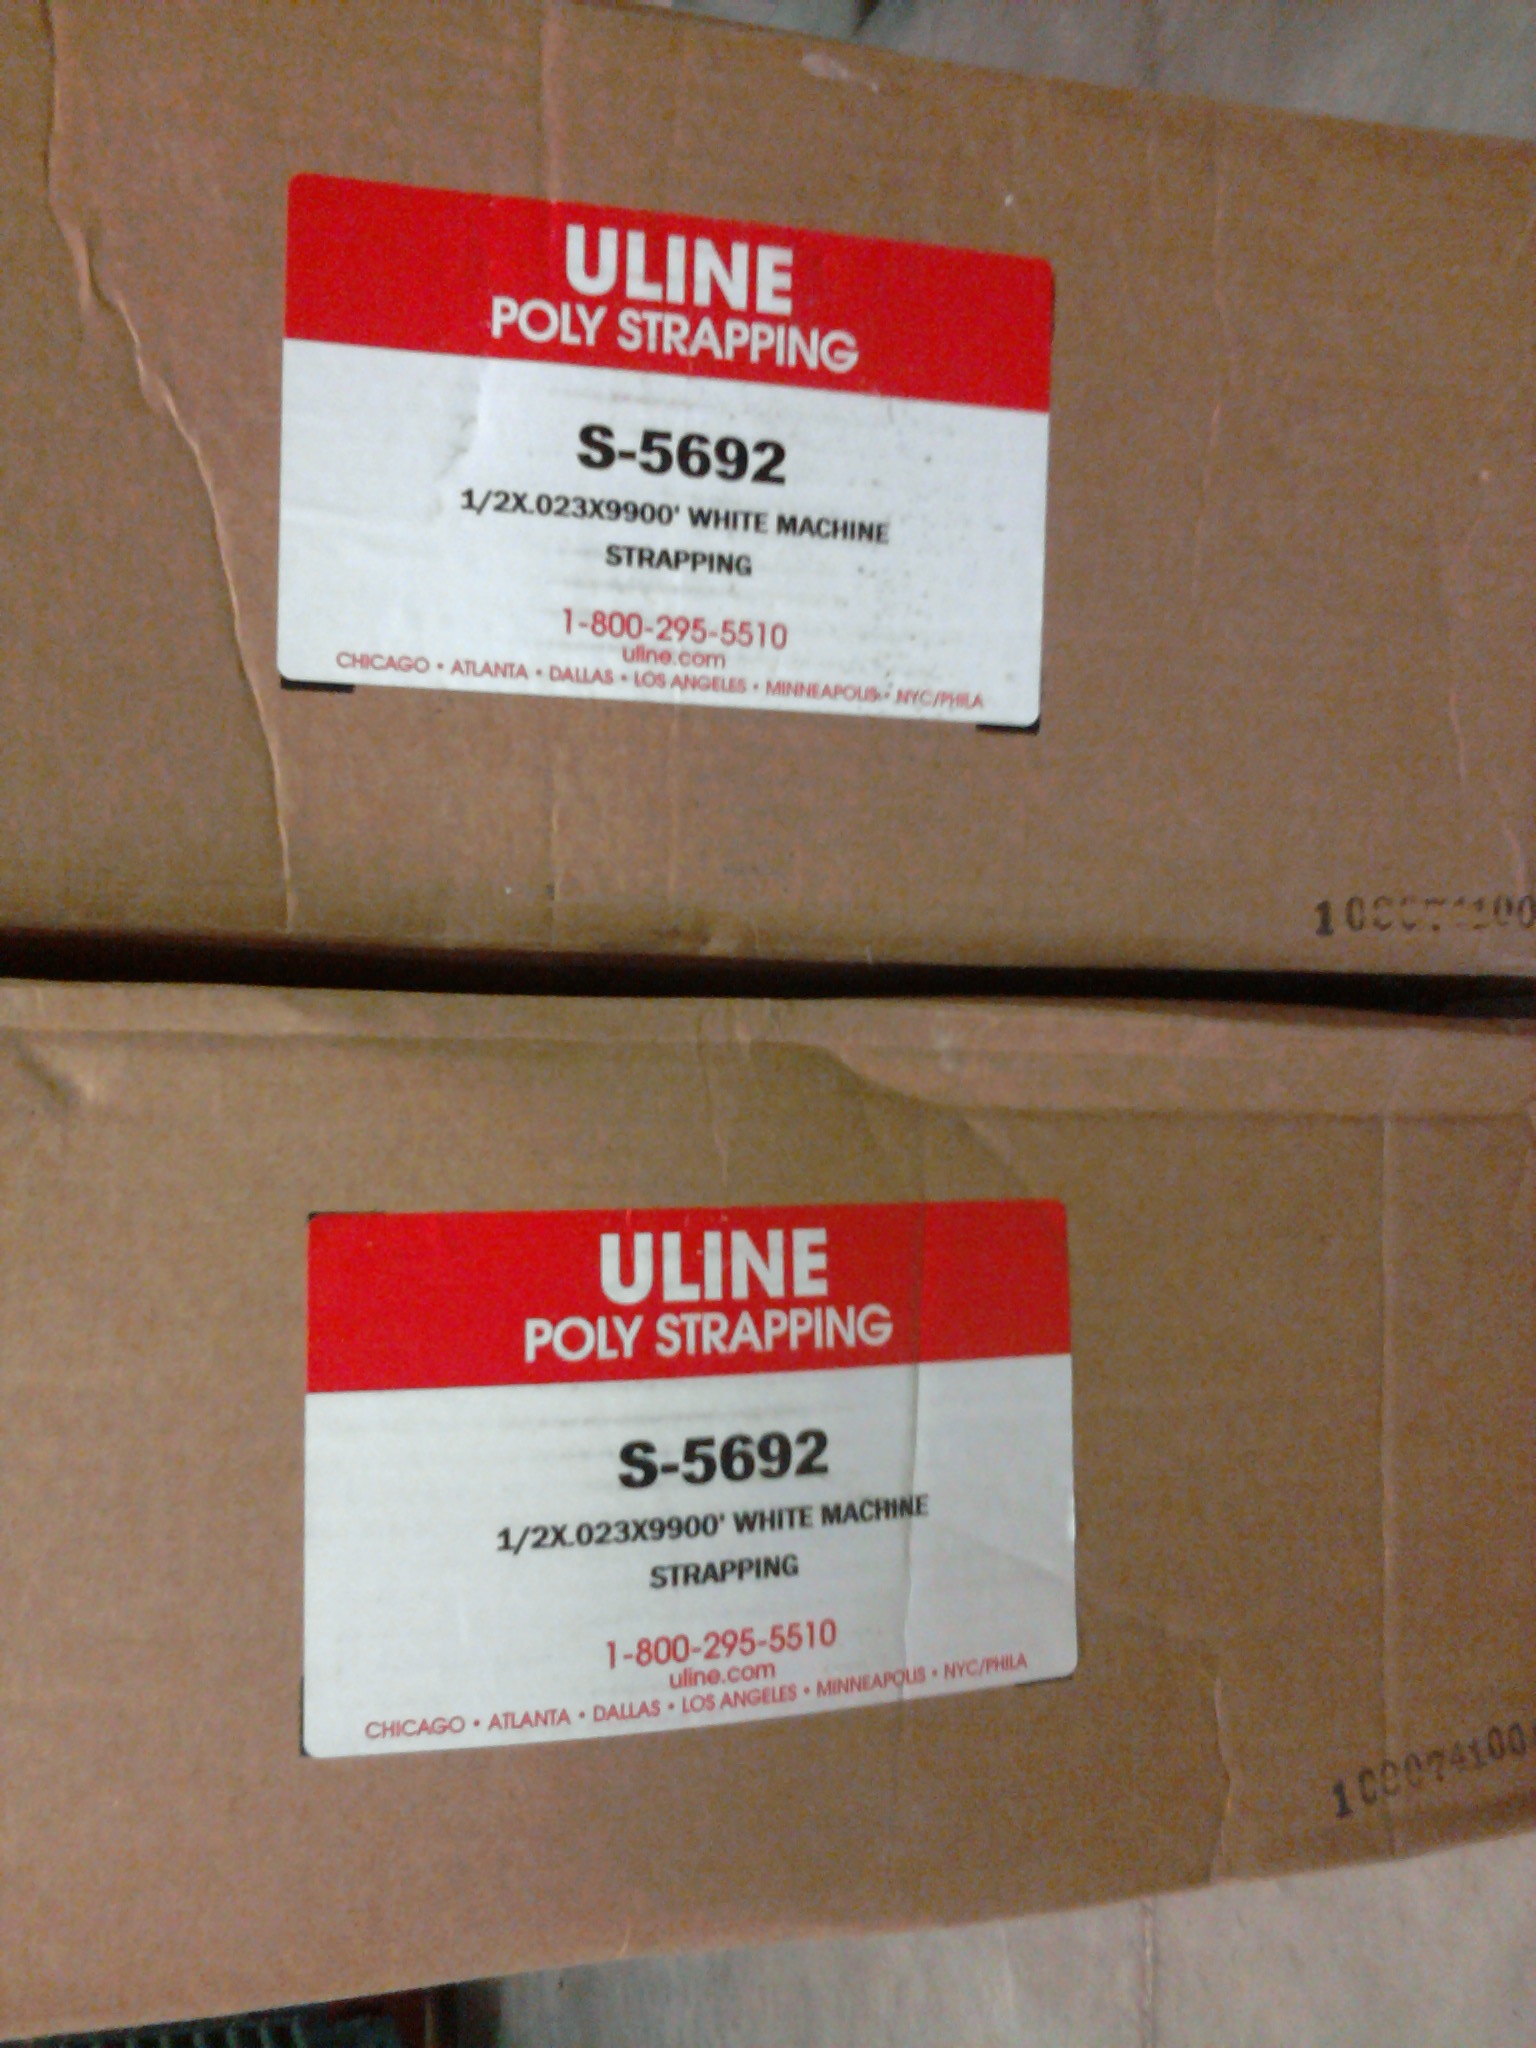 ULINE
POLY STRAPPING
S-5692
1/2X.023X9900' WHITE MACHINE
STRAPPING
1-800-295-5510
uline.com
CHICAGO • ATLANTA • DALLAS • LOS ANGELES • MINNEAPOLIS • NYC/PHILA
ULINE
POLY STRAPPING
S-5692
1/2X.023X9900' WHITE MACHINE
STRAPPING
1-800-295-5510
uline.com
CHICAGO • ATLANTA • DALLAS • LOS ANGELES • MINNEAPOLIS • NYC/PHILA